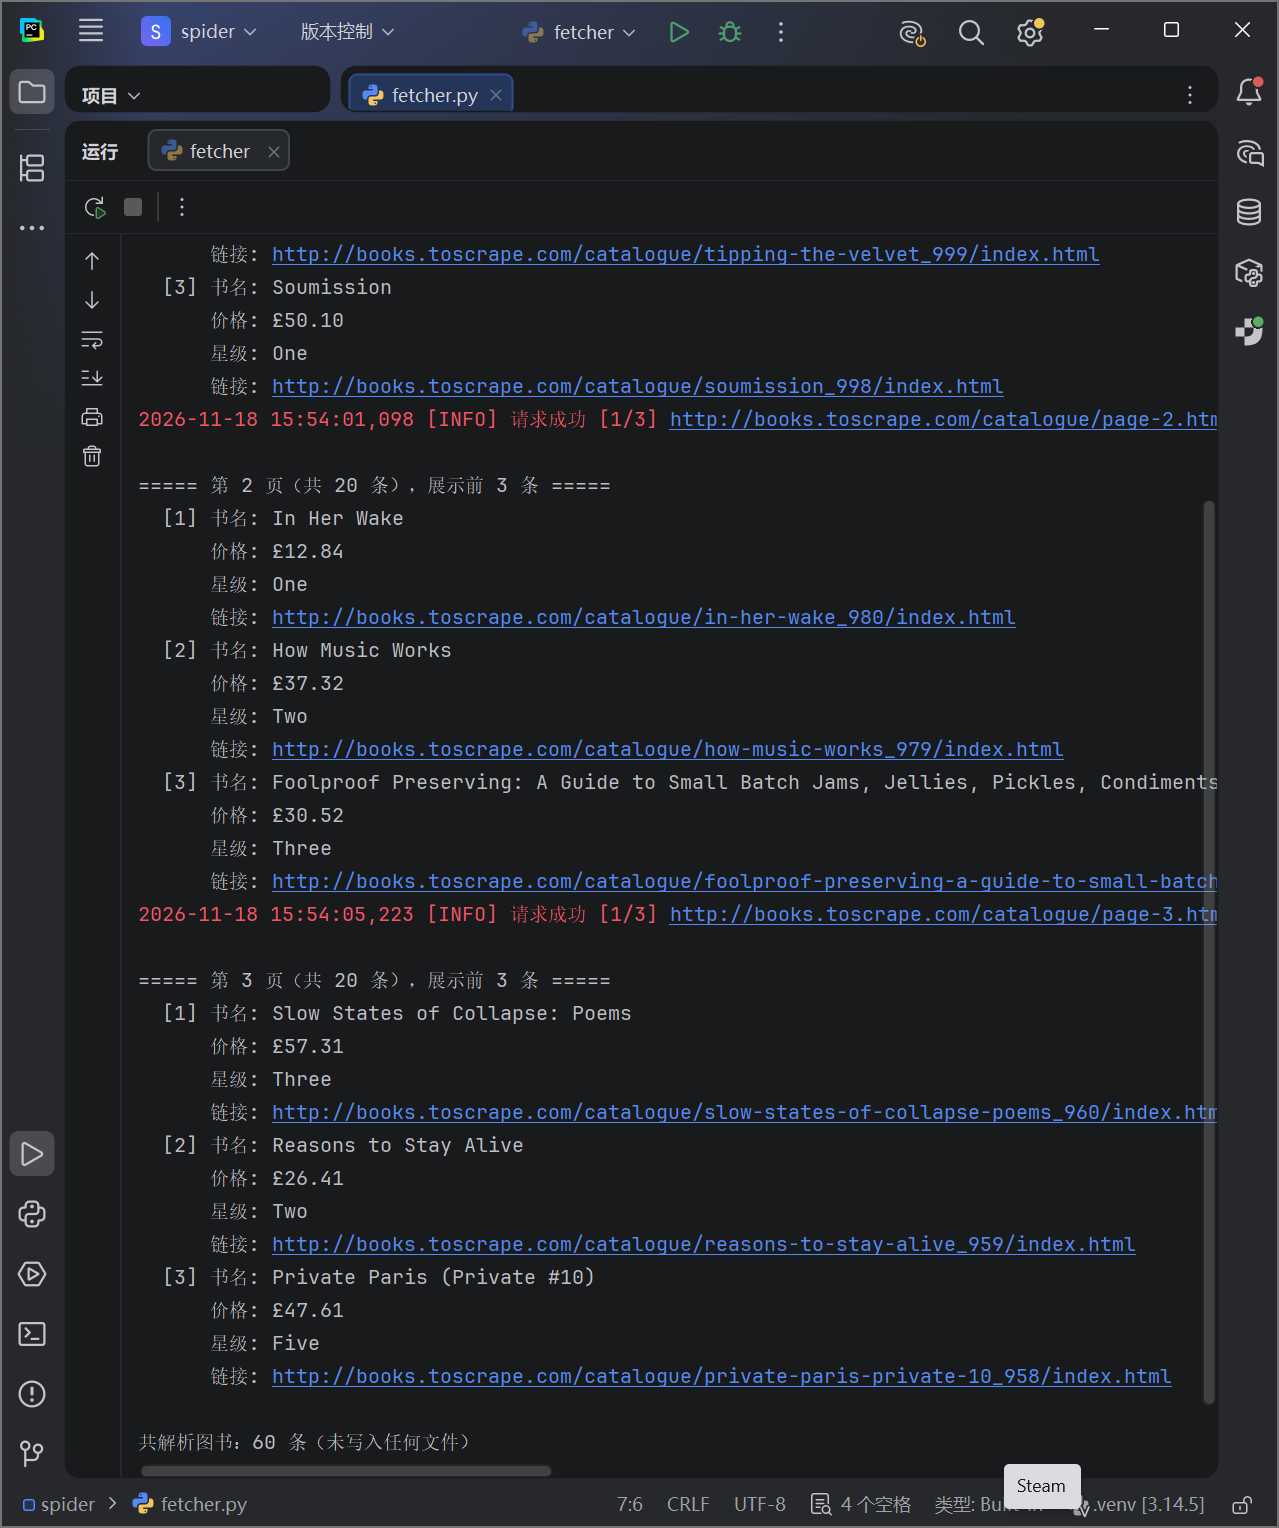 PC
S spider 版本控制 fetcher
项目 fetcher.py
运行 fetcher
链接: http://books.toscrape.com/catalogue/tipping-the-velvet_999/index.html
[3] 书名: Soumission
价格: £50.10
星级: One
链接: http://books.toscrape.com/catalogue/soumission_998/index.html
2026-11-18 15:54:01,098 [INFO] 请求成功 [1/3] http://books.toscrape.com/catalogue/page-2.htm
===== 第 2 页（共 20 条），展示前 3 条 =====
[1] 书名: In Her Wake
价格: £12.84
星级: One
链接: http://books.toscrape.com/catalogue/in-her-wake_980/index.html
[2] 书名: How Music Works
价格: £37.32
星级: Two
链接: http://books.toscrape.com/catalogue/how-music-works_979/index.html
[3] 书名: Foolproof Preserving: A Guide to Small Batch Jams, Jellies, Pickles, Condiments
价格: £30.52
星级: Three
链接: http://books.toscrape.com/catalogue/foolproof-preserving-a-guide-to-small-batch
2026-11-18 15:54:05,223 [INFO] 请求成功 [1/3] http://books.toscrape.com/catalogue/page-3.htm
===== 第 3 页（共 20 条），展示前 3 条 =====
[1] 书名: Slow States of Collapse: Poems
价格: £57.31
星级: Three
链接: http://books.toscrape.com/catalogue/slow-states-of-collapse-poems_960/index.htm
[2] 书名: Reasons to Stay Alive
价格: £26.41
星级: Two
链接: http://books.toscrape.com/catalogue/reasons-to-stay-alive_959/index.html
[3] 书名: Private Paris (Private #10)
价格: £47.61
星级: Five
链接: http://books.toscrape.com/catalogue/private-paris-private-10_958/index.html
共解析图书：60 条（未写入任何文件）
Steam
spider > fetcher.py 7:6 CRLF UTF-8 4 个空格 类型: Built-in .venv [3.14.5]